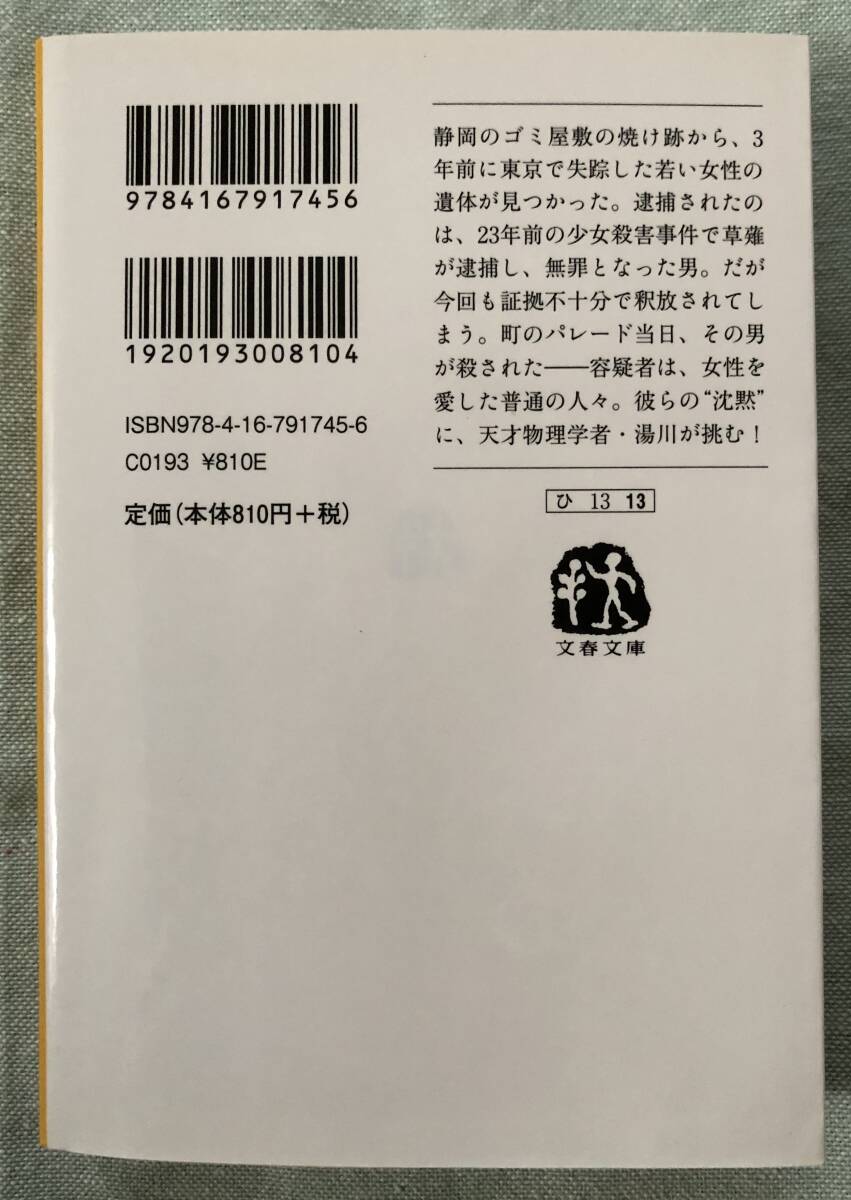 9784167917456
1920193008104
ISBN978-4-16-791745-6
C0193 ¥810E
定価(本体810円+税)
静岡のゴミ屋敷の焼け跡から、3
年前に東京で失踪した若い女性の
遺体が見つかった。逮捕されたの
は、23年前の少女殺害事件で草薙
が逮捕し、無罪となった男。だが
今回も証拠不十分で釈放されてし
まう。町のパレード当日、その男
が殺された――容疑者は、女性を
愛した普通の人々。彼らの“沈黙”
に、天才物理学者・湯川が挑む!
ひ 13 13
文春文庫